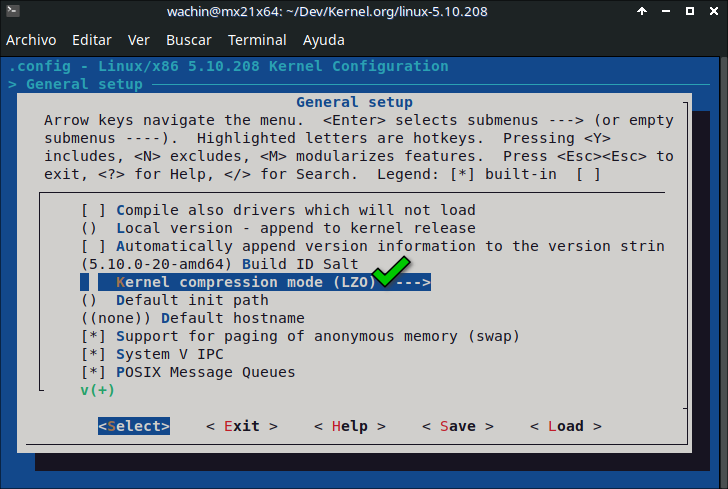 wachin@mx21x64: ~/Dev/Kernel.org/linux-5.10.208
Archivo Editar Ver Buscar Terminal Ayuda
.config - Linux/x86 5.10.208 Kernel Configuration
> General setup
General setup
Arrow keys navigate the menu.  <Enter> selects submenus ---> (or empty
submenus ----).  Highlighted letters are hotkeys.  Pressing <Y>
includes, <N> excludes, <M> modularizes features.  Press <Esc><Esc> to
exit, <?> for Help, </> for Search.  Legend: [*] built-in  [ ]
[ ] Compile also drivers which will not load
()  Local version - append to kernel release
[ ] Automatically append version information to the version strin
(5.10.0-20-amd64) Build ID Salt
Kernel compression mode (LZO)  --->
()  Default init path
((none)) Default hostname
[*] Support for paging of anonymous memory (swap)
[*] System V IPC
[*] POSIX Message Queues
v(+)
<Select>    < Exit >    < Help >    < Save >    < Load >